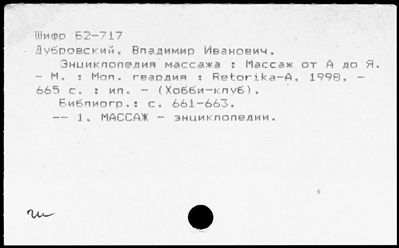 Шифр Б2-717
Дубровский, Владимир Иванович.
Энциклопедия массажа : Массаж от А до Я.
- М. : Мол. гвардия : Retorika-A, 1998. -
665 с. : ил. - (Хобби-клуб).
Библиогр.: с. 661-663.
-- 1. МАССАЖ - энциклопедии.